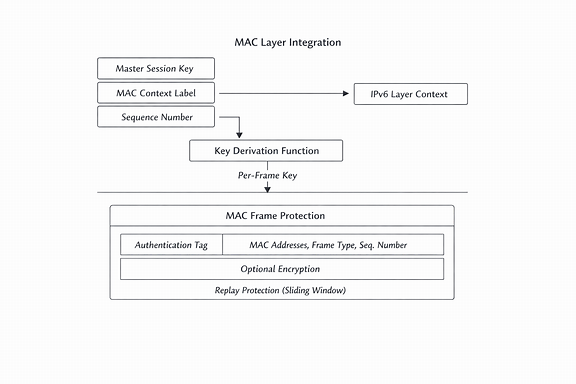 MAC Layer Integration
Master Session Key
MAC Context Label
IPv6 Layer Context
Sequence Number
Key Derivation Function
Per-Frame Key
MAC Frame Protection
Authentication Tag
MAC Addresses, Frame Type, Seq. Number
Optional Encryption
Replay Protection (Sliding Window)